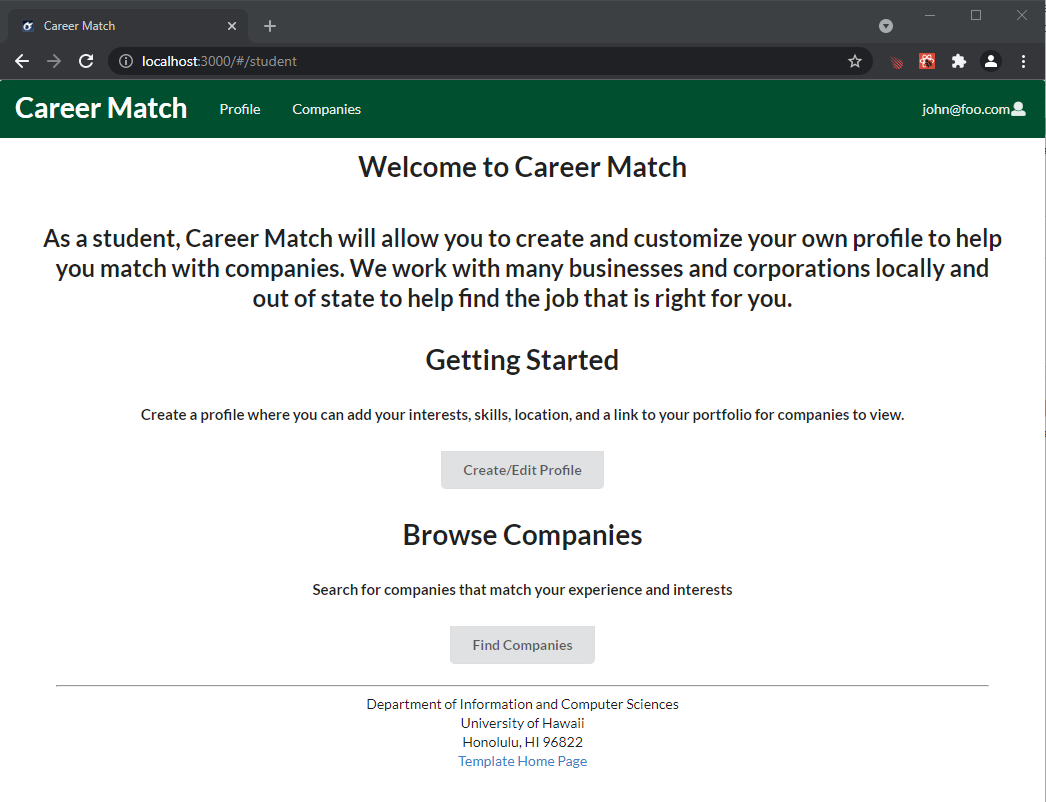 Career Match
localhost:3000/#/student
Career Match Profile Companies john@foo.com
Welcome to Career Match
As a student, Career Match will allow you to create and customize your own profile to help
you match with companies. We work with many businesses and corporations locally and
out of state to help find the job that is right for you.
Getting Started
Create a profile where you can add your interests, skills, location, and a link to your portfolio for companies to view.
Create/Edit Profile
Browse Companies
Search for companies that match your experience and interests
Find Companies
Department of Information and Computer Sciences
University of Hawaii
Honolulu, HI 96822
Template Home Page